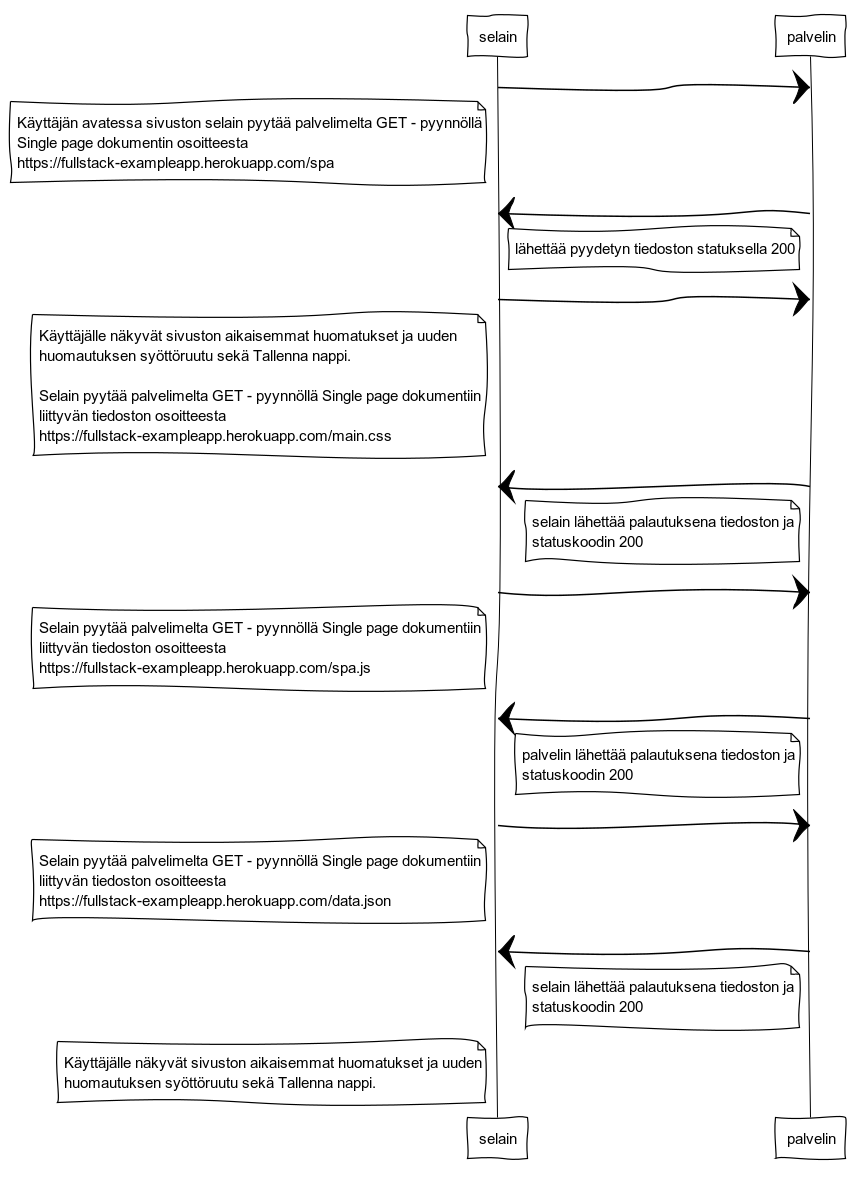 selain
palvelin
Käyttäjän avatessa sivuston selain pyytää palvelimelta GET - pyynnöllä
Single page dokumentin osoitteesta
https://fullstack-exampleapp.herokuapp.com/spa
lähettää pyydetyn tiedoston statuksella 200
Käyttäjälle näkyvät sivuston aikaisemmat huomatukset ja uuden
huomautuksen syöttöruutu sekä Tallenna nappi.
Selain pyytää palvelimelta GET - pyynnöllä Single page dokumentiin
liittyvän tiedoston osoitteesta
https://fullstack-exampleapp.herokuapp.com/main.css
selain lähettää palautuksena tiedoston ja
statuskoodin 200
Selain pyytää palvelimelta GET - pyynnöllä Single page dokumentiin
liittyvän tiedoston osoitteesta
https://fullstack-exampleapp.herokuapp.com/spa.js
palvelin lähettää palautuksena tiedoston ja
statuskoodin 200
Selain pyytää palvelimelta GET - pyynnöllä Single page dokumentiin
liittyvän tiedoston osoitteesta
https://fullstack-exampleapp.herokuapp.com/data.json
selain lähettää palautuksena tiedoston ja
statuskoodin 200
Käyttäjälle näkyvät sivuston aikaisemmat huomatukset ja uuden
huomautuksen syöttöruutu sekä Tallenna nappi.
selain
palvelin